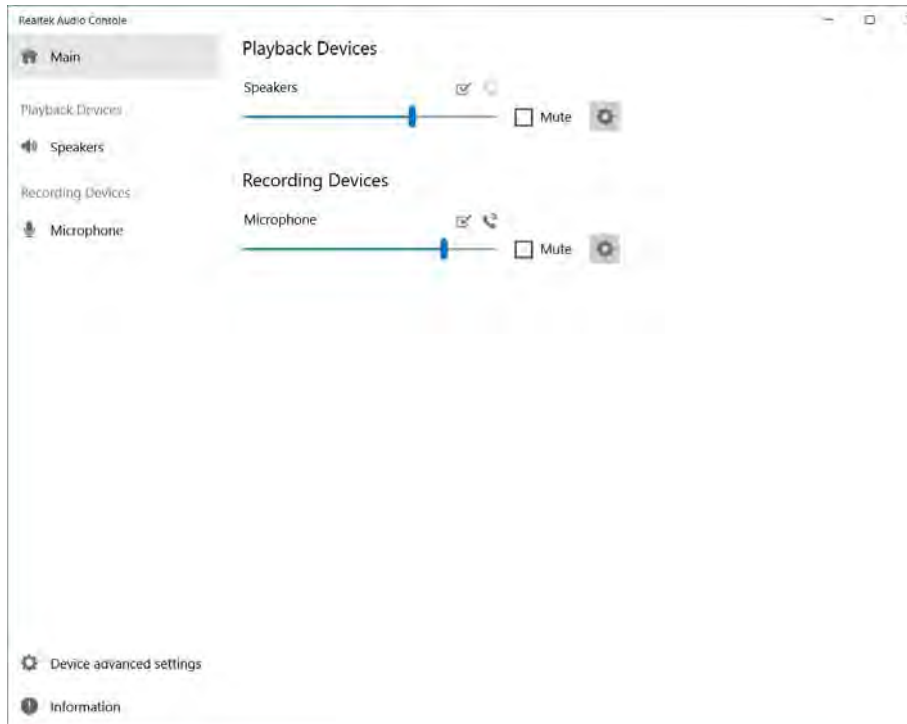 Realtek Audio Console
Main
Playback Devices
Speakers
Recording Devices
Microphone
Device advanced settings
Information
Playback Devices
Speakers
Mute
Recording Devices
Microphone
Mute